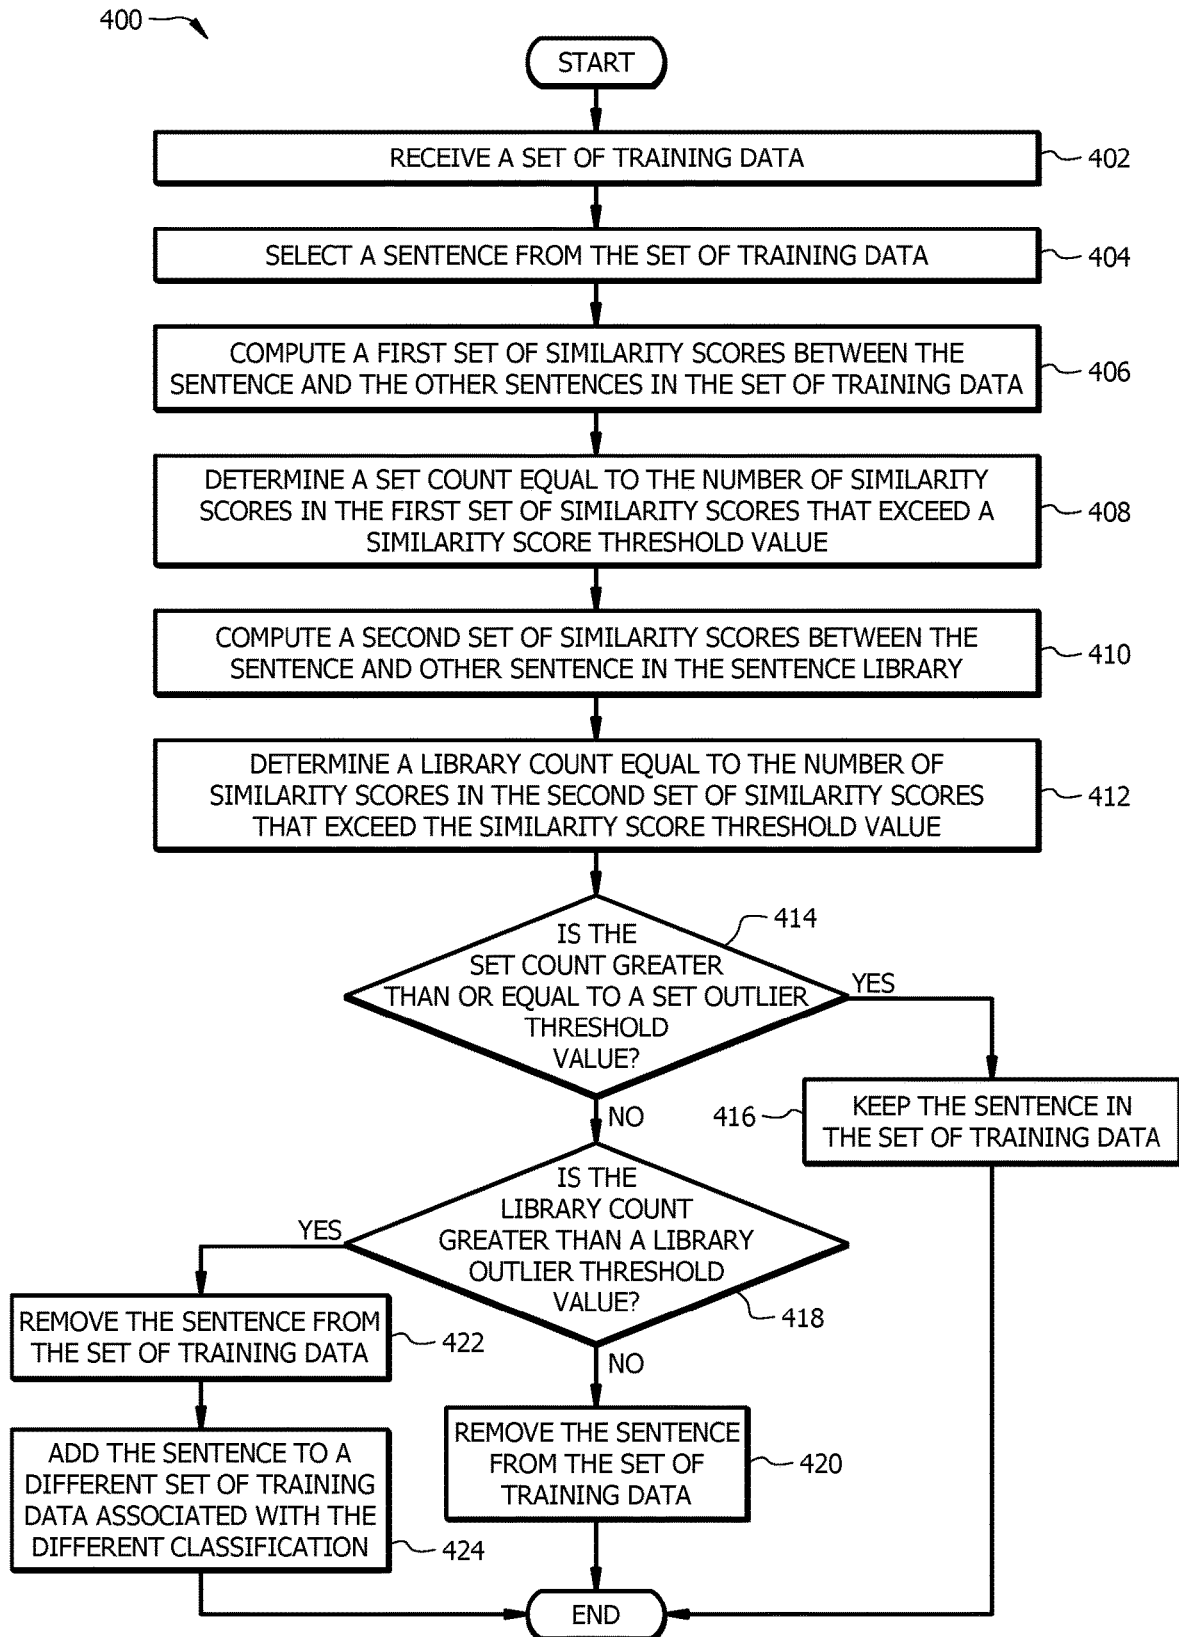 400
START
RECEIVE A SET OF TRAINING DATA
402
SELECT A SENTENCE FROM THE SET OF TRAINING DATA
404
COMPUTE A FIRST SET OF SIMILARITY SCORES BETWEEN THE
SENTENCE AND THE OTHER SENTENCES IN THE SET OF TRAINING DATA
406
DETERMINE A SET COUNT EQUAL TO THE NUMBER OF SIMILARITY
SCORES IN THE FIRST SET OF SIMILARITY SCORES THAT EXCEED A
SIMILARITY SCORE THRESHOLD VALUE
408
COMPUTE A SECOND SET OF SIMILARITY SCORES BETWEEN THE
SENTENCE AND OTHER SENTENCE IN THE SENTENCE LIBRARY
410
DETERMINE A LIBRARY COUNT EQUAL TO THE NUMBER OF
SIMILARITY SCORES IN THE SECOND SET OF SIMILARITY SCORES
THAT EXCEED THE SIMILARITY SCORE THRESHOLD VALUE
412
IS THE
SET COUNT GREATER
THAN OR EQUAL TO A SET OUTLIER
THRESHOLD
VALUE?
414
YES
NO
416
KEEP THE SENTENCE IN
THE SET OF TRAINING DATA
IS THE
LIBRARY COUNT
GREATER THAN A LIBRARY
OUTLIER THRESHOLD
VALUE?
418
YES
NO
REMOVE THE SENTENCE FROM
THE SET OF TRAINING DATA
422
ADD THE SENTENCE TO A
DIFFERENT SET OF TRAINING
DATA ASSOCIATED WITH THE
DIFFERENT CLASSIFICATION
424
REMOVE THE SENTENCE
FROM THE SET OF
TRAINING DATA
420
END